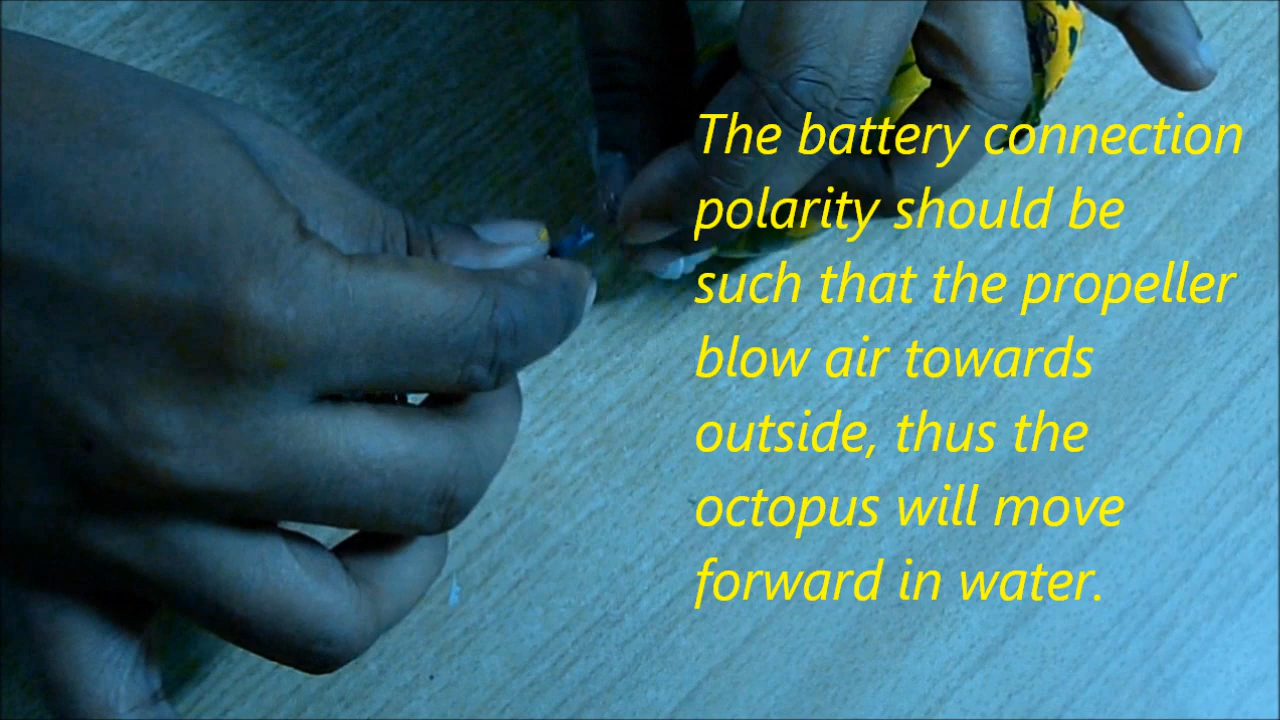 The battery connection
polarity should be
such that the propeller
blow air towards
outside, thus the
octopus will move
forward in water.